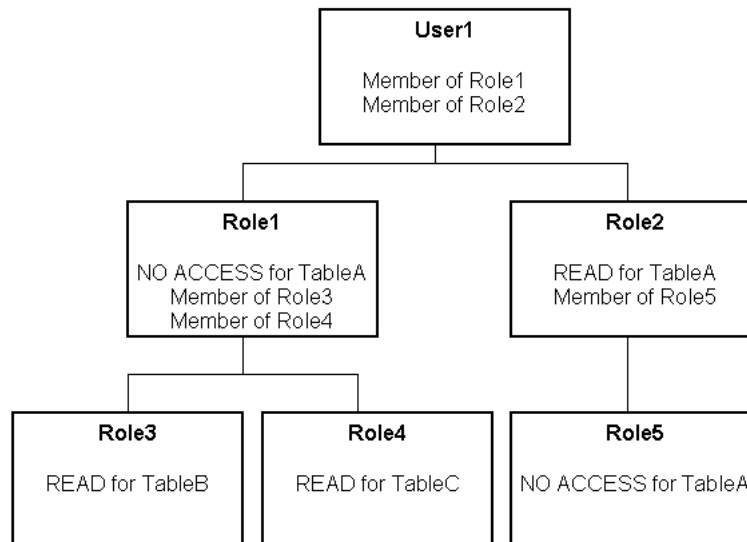 User1
Member of Role1
Member of Role2
Role1
NO ACCESS for TableA
Member of Role3
Member of Role4
Role2
READ for TableA
Member of Role5
Role3
READ for TableB
Role4
READ for TableC
Role5
NO ACCESS for TableA